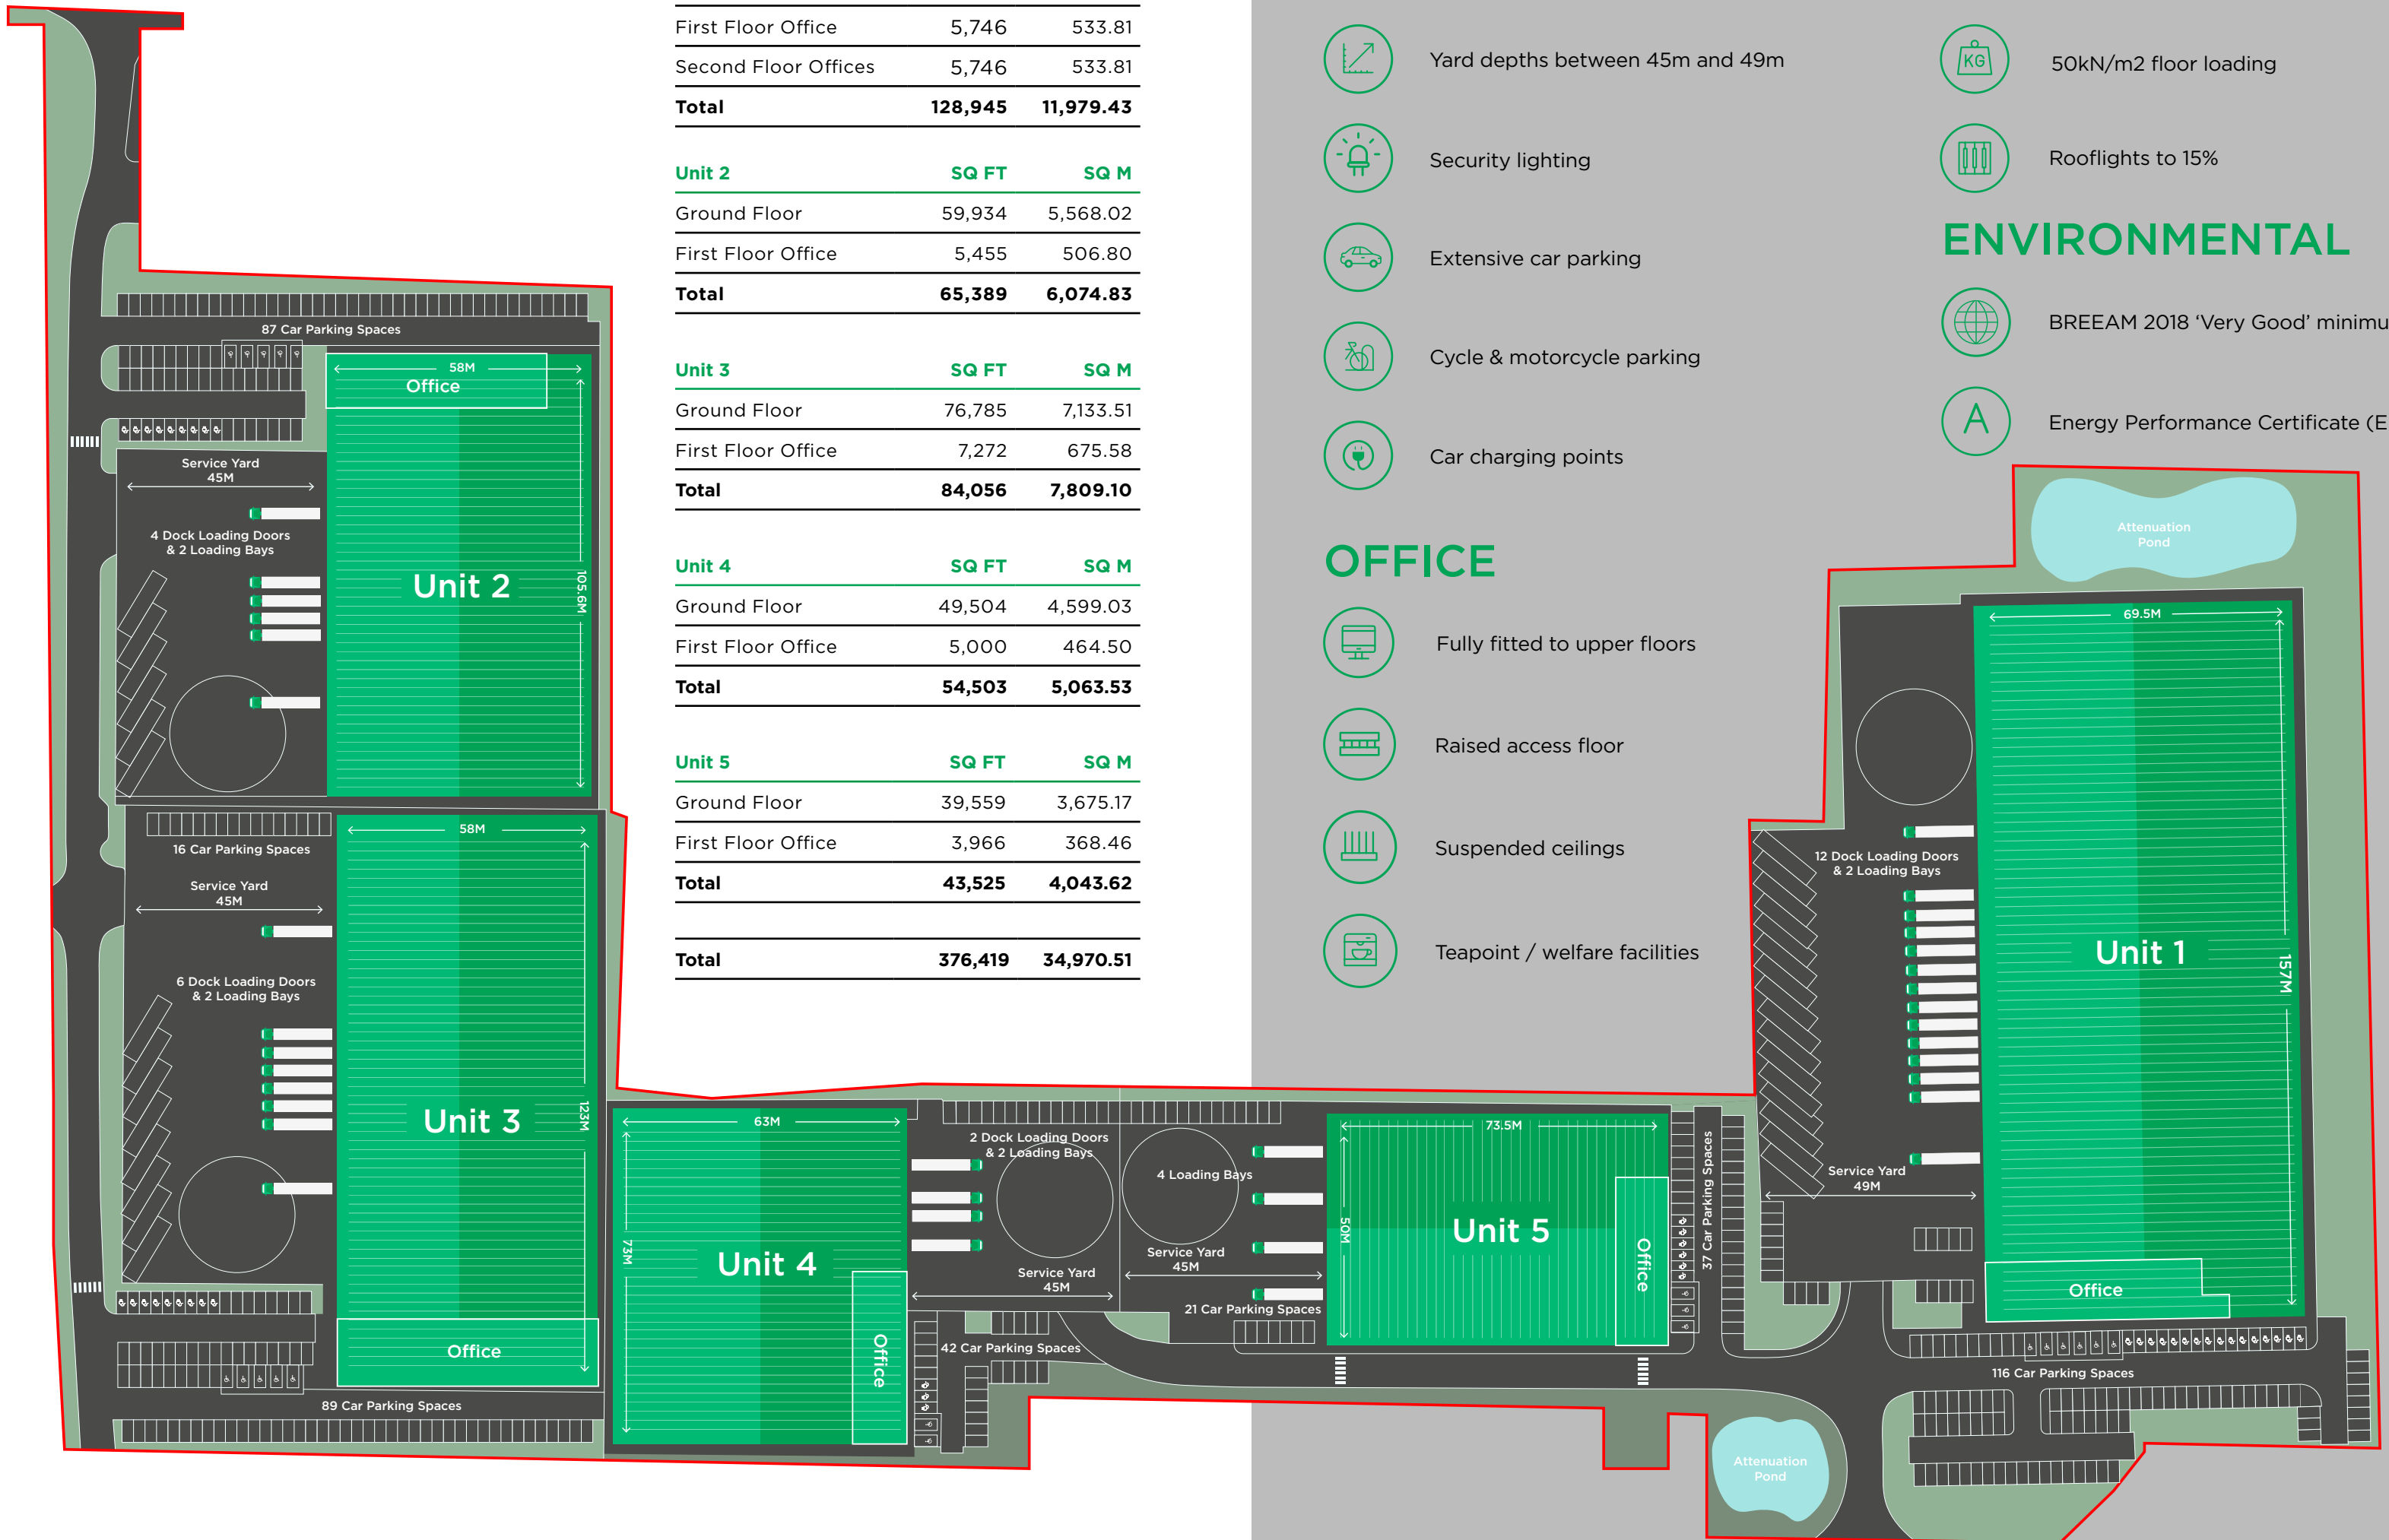 First Floor Office 5,746 533.81
Second Floor Offices 5,746 533.81
Total 128,945 11,979.43
Unit 2 SQ FT SQ M
Ground Floor 59,934 5,568.02
First Floor Office 5,455 506.80
Total 65,389 6,074.83
Unit 3 SQ FT SQ M
Ground Floor 76,785 7,133.51
First Floor Office 7,272 675.58
Total 84,056 7,809.10
Unit 4 SQ FT SQ M
Ground Floor 49,504 4,599.03
First Floor Office 5,000 464.50
Total 54,503 5,063.53
Unit 5 SQ FT SQ M
Ground Floor 39,559 3,675.17
First Floor Office 3,966 368.46
Total 43,525 4,043.62
Total 376,419 34,970.51
Yard depths between 45m and 49m
Security lighting
Extensive car parking
Cycle & motorcycle parking
Car charging points
OFFICE
Fully fitted to upper floors
Raised access floor
Suspended ceilings
Teapoint / welfare facilities
KG
50kN/m2 floor loading
Rooflights to 15%
ENVIRONMENTAL
BREEAM 2018 ‘Very Good’ minimu
A
Energy Performance Certificate (E
87 Car Parking Spaces
58M
Office
Service Yard
45M
4 Dock Loading Doors
& 2 Loading Bays
Unit 2
105.6M
16 Car Parking Spaces
58M
Service Yard
45M
6 Dock Loading Doors
& 2 Loading Bays
Unit 3
123M
Office
89 Car Parking Spaces
63M
73M
Unit 4
Office
2 Dock Loading Doors
& 2 Loading Bays
Service Yard
45M
42 Car Parking Spaces
4 Loading Bays
Service Yard
45M
21 Car Parking Spaces
73.5M
50M
Unit 5
Office
37 Car Parking Spaces
Attenuation
Pond
69.5M
12 Dock Loading Doors
& 2 Loading Bays
Unit 1
157M
Service Yard
49M
Office
116 Car Parking Spaces
Attenuation
Pond